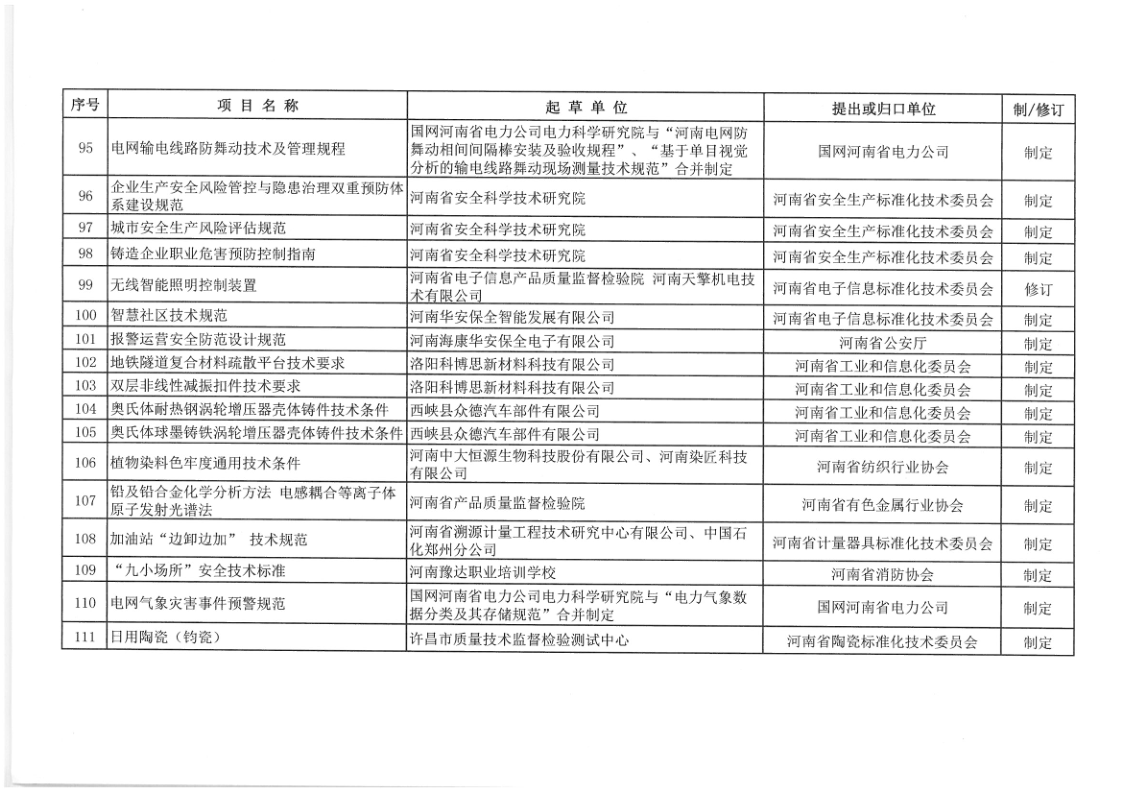 序号 项 目 名 称 起 草 单 位 提出或归口单位 制/修订
95 电网输电线路防舞动技术及管理规程 国网河南省电力公司电力科学研究院与“河南电网防
舞动相间间隔棒安装及验收规程”、“基于单目视觉
分析的输电线路舞动现场测量技术规范”合并制定 国网河南省电力公司 制定
96 企业生产安全风险管控与隐患治理双重预防体
系建设规范 河南省安全科学技术研究院 河南省安全生产标准化技术委员会 制定
97 城市安全生产风险评估规范 河南省安全科学技术研究院 河南省安全生产标准化技术委员会 制定
98 铸造企业职业危害预防控制指南 河南省安全科学技术研究院 河南省安全生产标准化技术委员会 制定
99 无线智能照明控制装置 河南省电子信息产品质量监督检验院 河南天擎机电技
术有限公司 河南省电子信息标准化技术委员会 修订
100 智慧社区技术规范 河南华安保全智能发展有限公司 河南省电子信息标准化技术委员会 制定
101 报警运营安全防范设计规范 河南海康华安保全电子有限公司 河南省公安厅 制定
102 地铁隧道复合材料疏散平台技术要求 洛阳科博思新材料科技有限公司 河南省工业和信息化委员会 制定
103 双层非线性减振扣件技术要求 洛阳科博思新材料科技有限公司 河南省工业和信息化委员会 制定
104 奥氏体耐热钢涡轮增压器壳体铸件技术条件 西峡县众德汽车部件有限公司 河南省工业和信息化委员会 制定
105 奥氏体球墨铸铁涡轮增压器壳体铸件技术条件 西峡县众德汽车部件有限公司 河南省工业和信息化委员会 制定
106 植物染料色牢度通用技术条件 河南中大恒源生物科技股份有限公司、河南染匠科技
有限公司 河南省纺织行业协会 制定
107 铅及铅合金化学分析方法 电感耦合等离子体
原子发射光谱法 河南省产品质量监督检验院 河南省有色金属行业协会 制定
108 加油站“边卸边加” 技术规范 河南省溯源计量工程技术研究中心有限公司、中国石
化郑州分公司 河南省计量器具标准化技术委员会 制定
109 “九小场所”安全技术标准 河南豫达职业培训学校 河南省消防协会 制定
110 电网气象灾害事件预警规范 国网河南省电力公司电力科学研究院与“电力气象数
据分类及其存储规范”合并制定 国网河南省电力公司 制定
111 日用陶瓷（钧瓷） 许昌市质量技术监督检验测试中心 河南省陶瓷标准化技术委员会 制定